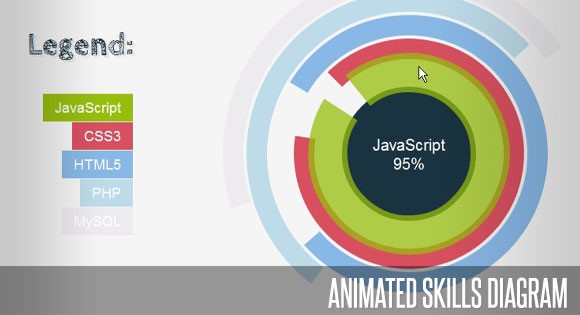 Legend:
JavaScript
CSS3
HTML5
PHP
MySQL
JavaScript
95%
ANIMATED SKILLS DIAGRAM